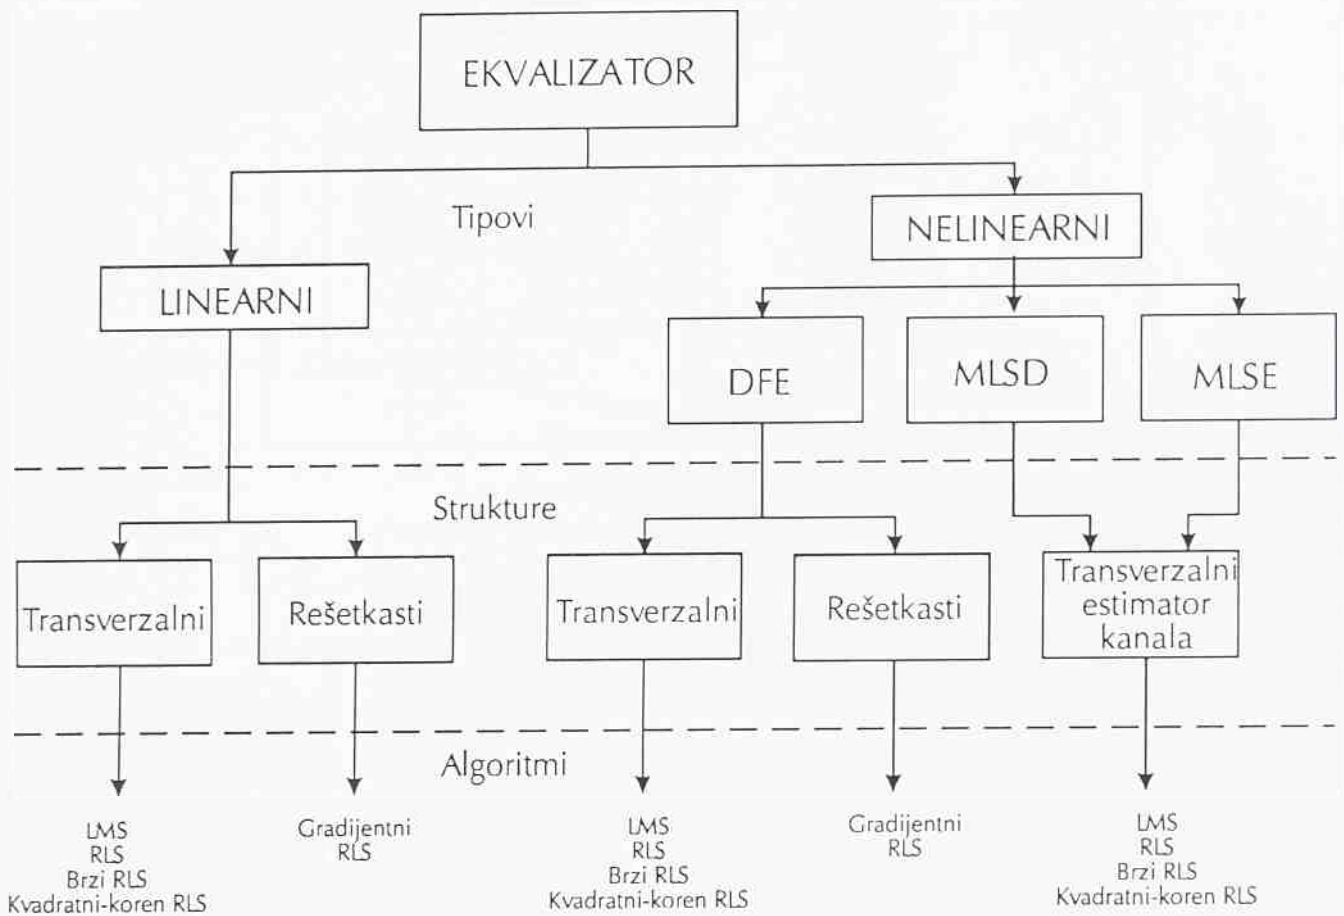 EKVALIZATOR
Tipovi
NELINEARNI
LINEARNI
DFE
MLSD
MLSE
Strukture
Transverzalni
Rešetkasti
Transverzalni
Rešetkasti
Transverzalni
estimator
kanala
Algoritmi
LMS
RLS
Brzi RLS
Kvadratni-koren RLS
Gradijentni
RLS
LMS
RLS
Brzi RLS
Kvadratni-koren RLS
Gradijentni
RLS
LMS
RLS
Brzi RLS
Kvadratni-koren RLS